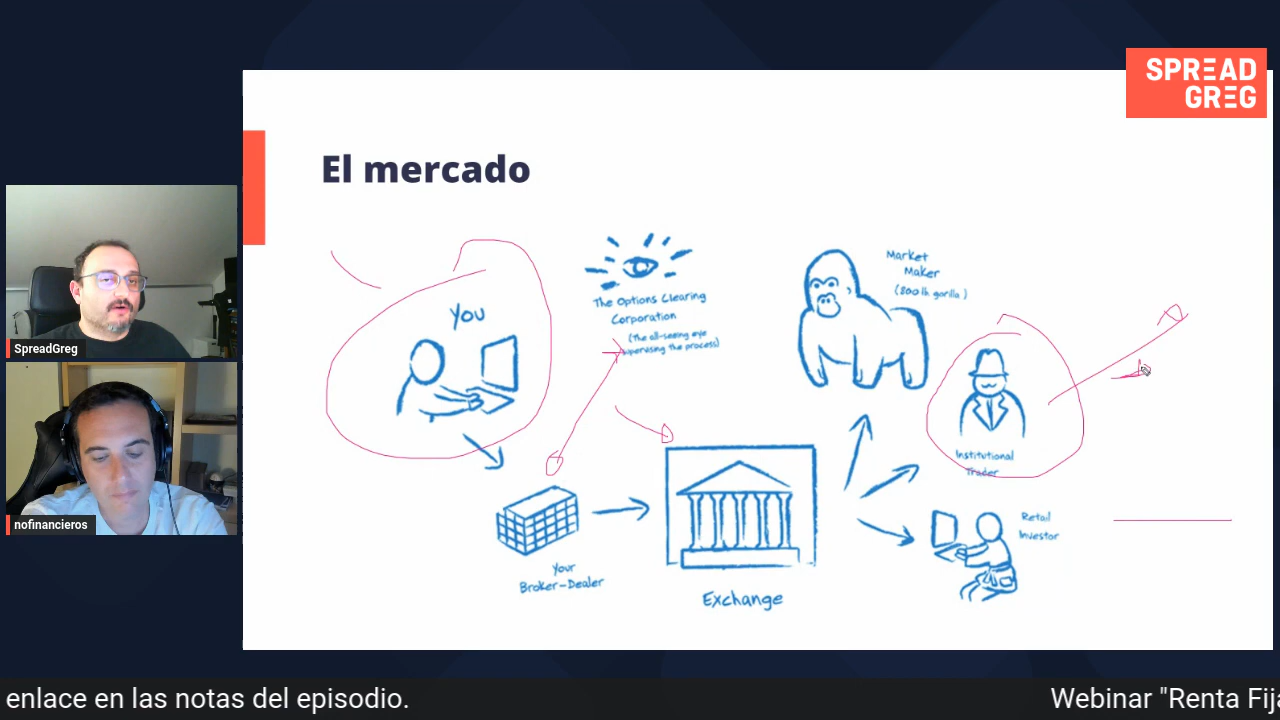 SPREAD
GREG
El mercado
You
The Options Clearing
Corporation
(The all-seeing eye
supervising the process)
Market
Maker
(800 lb gorilla)
Institutional
Trader
Retail
Investor
Your
Broker-Dealer
Exchange
SpreadGreg
nofinancieros
enlace en las notas del episodio.
Webinar "Renta Fija